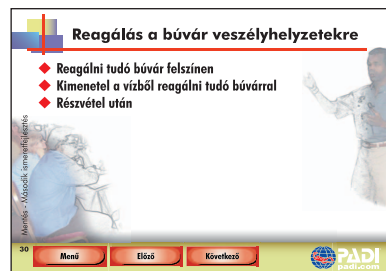 Reagálás a búvár veszélyhelyzetekre
Reagálni tudó búvár felszínen
Kimenetel a vízből reagálni tudó búvárral
Részvétel után
Mentés - Második ismeretfejlesztés
30
Menü
Előző
Következő
PADI
padi.com